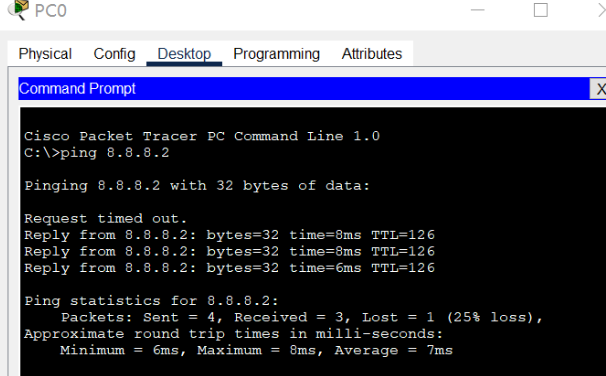 PC0
Physical Config Desktop Programming Attributes
Command Prompt X
Cisco Packet Tracer PC Command Line 1.0
C:\>ping 8.8.8.2
Pinging 8.8.8.2 with 32 bytes of data:
Request timed out.
Reply from 8.8.8.2: bytes=32 time=8ms TTL=126
Reply from 8.8.8.2: bytes=32 time=8ms TTL=126
Reply from 8.8.8.2: bytes=32 time=6ms TTL=126
Ping statistics for 8.8.8.2:
Packets: Sent = 4, Received = 3, Lost = 1 (25% loss),
Approximate round trip times in milli-seconds:
Minimum = 6ms, Maximum = 8ms, Average = 7ms